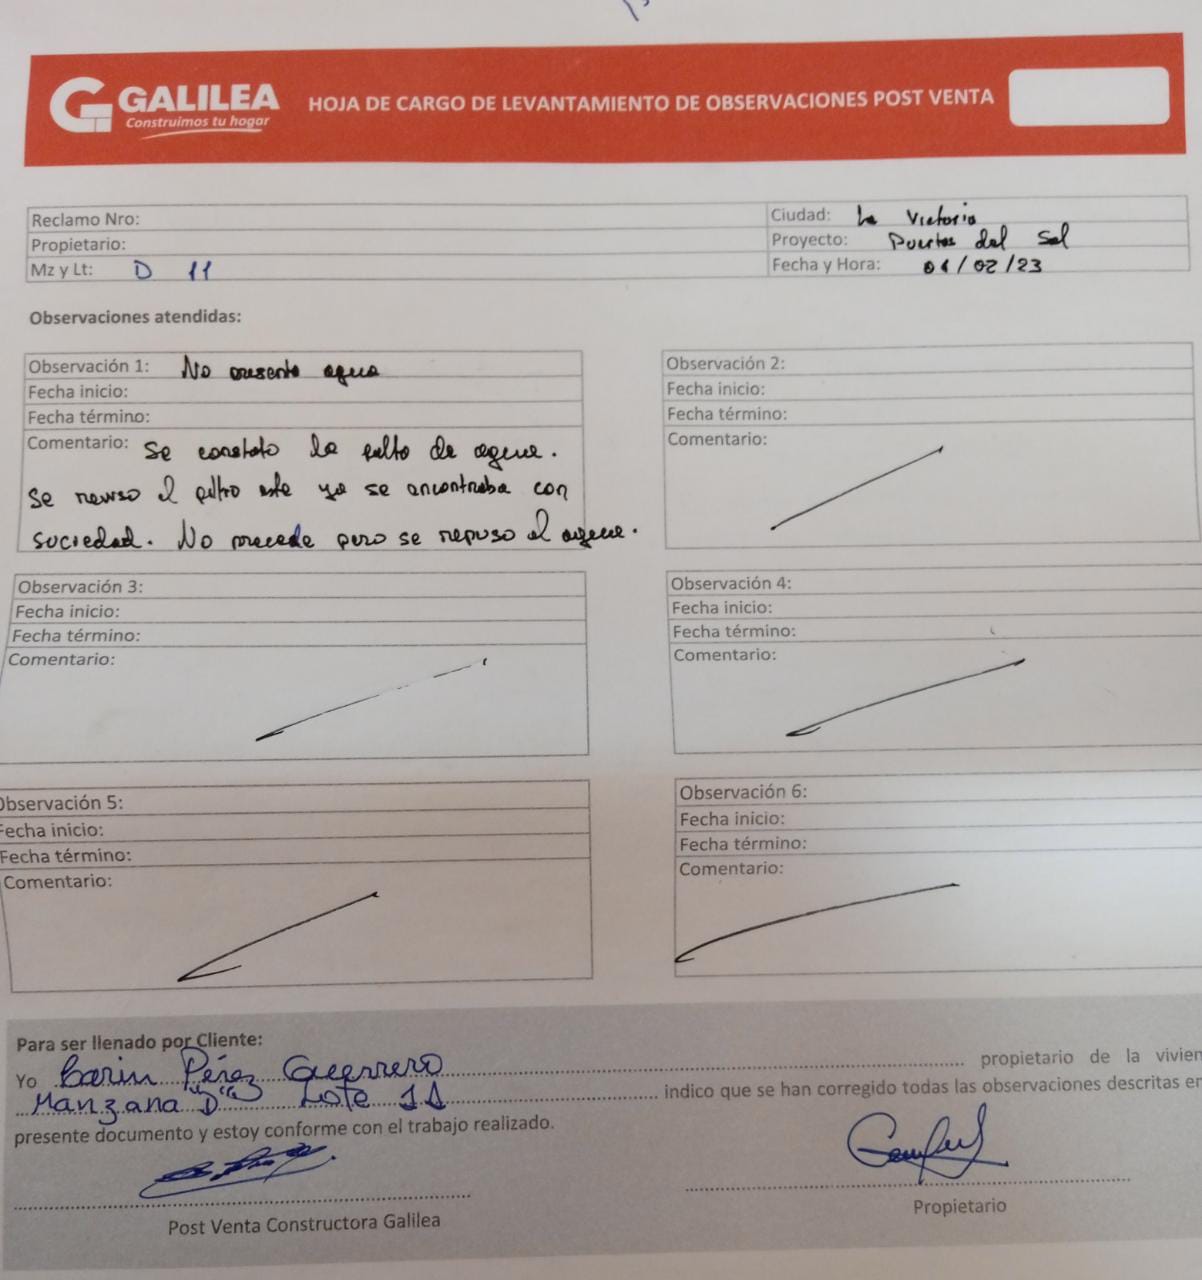 GALILEA
Construimos tu hogar
HOJA DE CARGO DE LEVANTAMIENTO DE OBSERVACIONES POST VENTA
Reclamo Nro:
Ciudad: La Victoria
Propietario:
Proyecto: Puertas del Sol
Mz y Lt: D 11
Fecha y Hora: 01/02/23
Observaciones atendidas:
Observación 1: No presenta agua
Fecha inicio:
Fecha término:
Comentario: Se constato la falta de agua.
Se reviso el filtro este ya se encontraba con
suciedad. No procede pero se repuso el agua.
Observación 2:
Fecha inicio:
Fecha término:
Comentario:
Observación 3:
Fecha inicio:
Fecha término:
Comentario:
Observación 4:
Fecha inicio:
Fecha término:
Comentario:
Observación 5:
Fecha inicio:
Fecha término:
Comentario:
Observación 6:
Fecha inicio:
Fecha término:
Comentario:
Para ser llenado por Cliente:
Yo Carin Pérez Guerrero propietario de la vivien
Manzana "D" Lote 11 indico que se han corregido todas las observaciones descritas en
presente documento y estoy conforme con el trabajo realizado.
Post Venta Constructora Galilea
Propietario